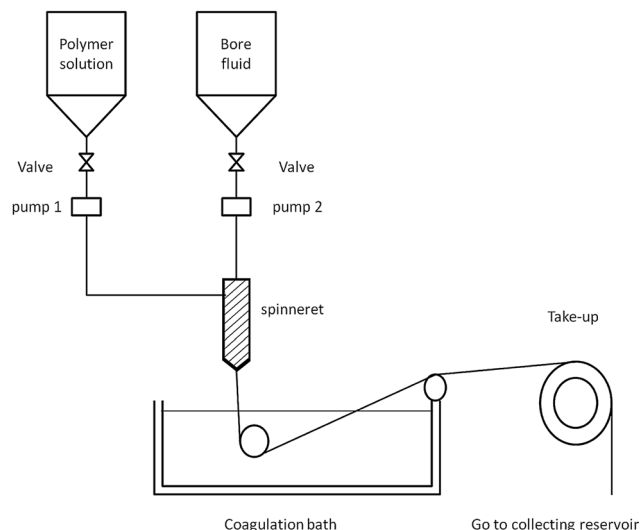 Polymer
solution
Bore
fluid
Valve
Valve
pump 1
pump 2
spinneret
Take-up
Coagulation bath
Go to collecting reservoir